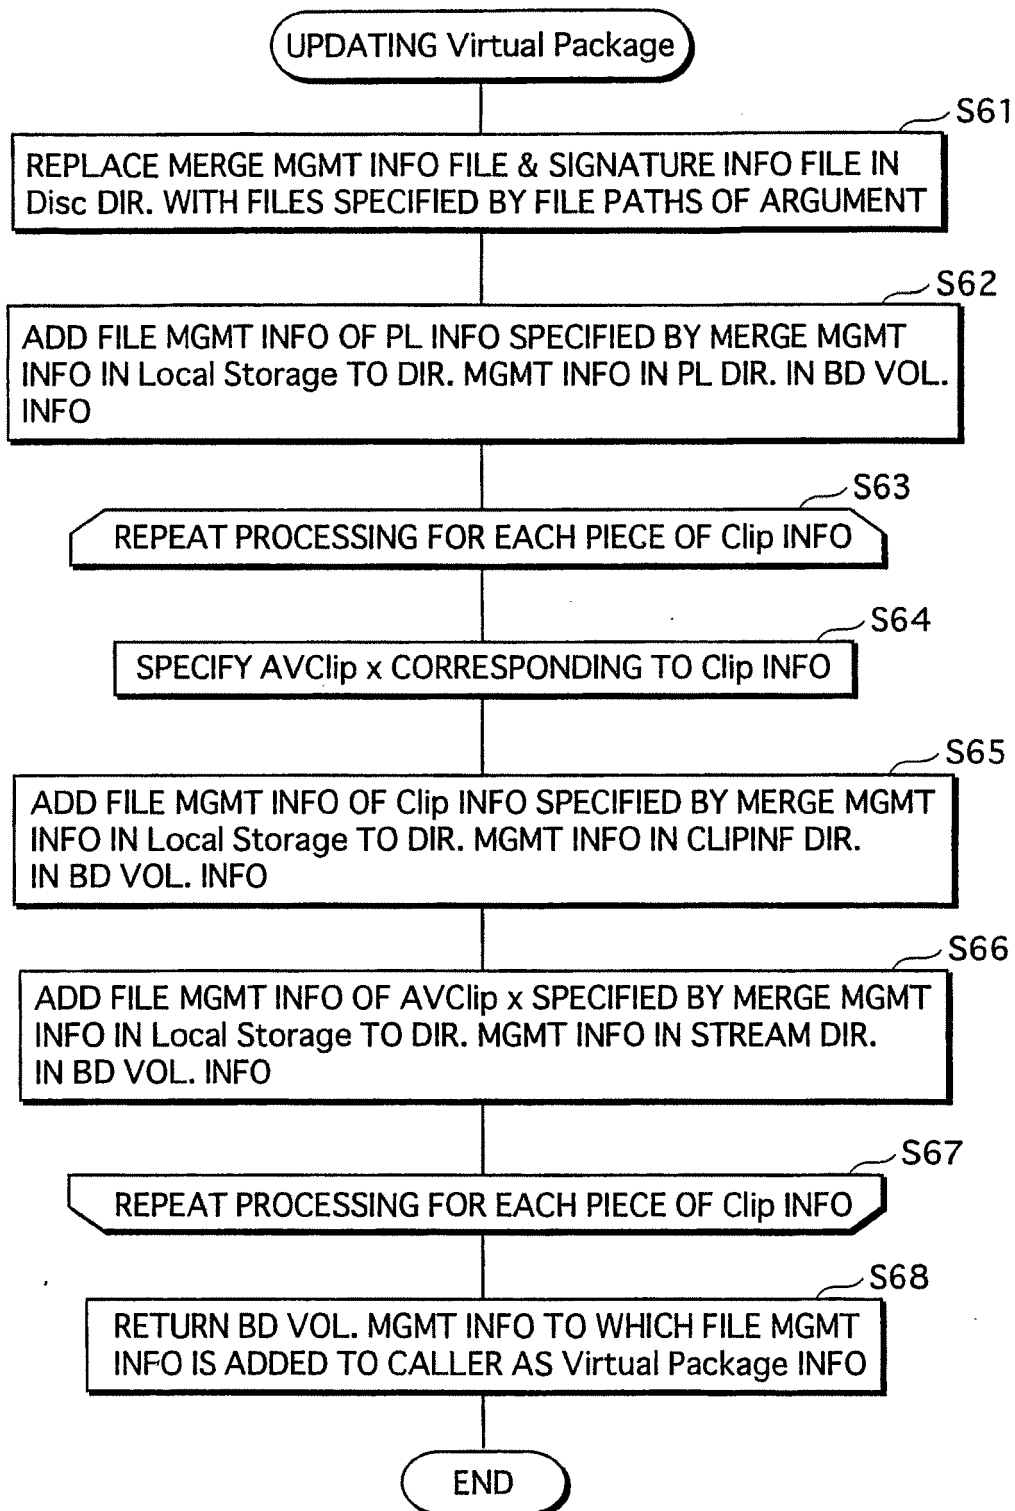 UPDATING Virtual Package
S61
REPLACE MERGE MGMT INFO FILE & SIGNATURE INFO FILE IN
Disc DIR. WITH FILES SPECIFIED BY FILE PATHS OF ARGUMENT
S62
ADD FILE MGMT INFO OF PL INFO SPECIFIED BY MERGE MGMT
INFO IN Local Storage TO DIR. MGMT INFO IN PL DIR. IN BD VOL.
INFO
S63
REPEAT PROCESSING FOR EACH PIECE OF Clip INFO
S64
SPECIFY AVClip x CORRESPONDING TO Clip INFO
S65
ADD FILE MGMT INFO OF Clip INFO SPECIFIED BY MERGE MGMT
INFO IN Local Storage TO DIR. MGMT INFO IN CLIPINF DIR.
IN BD VOL. INFO
S66
ADD FILE MGMT INFO OF AVClip x SPECIFIED BY MERGE MGMT
INFO IN Local Storage TO DIR. MGMT INFO IN STREAM DIR.
IN BD VOL. INFO
S67
REPEAT PROCESSING FOR EACH PIECE OF Clip INFO
S68
RETURN BD VOL. MGMT INFO TO WHICH FILE MGMT
INFO IS ADDED TO CALLER AS Virtual Package INFO
END